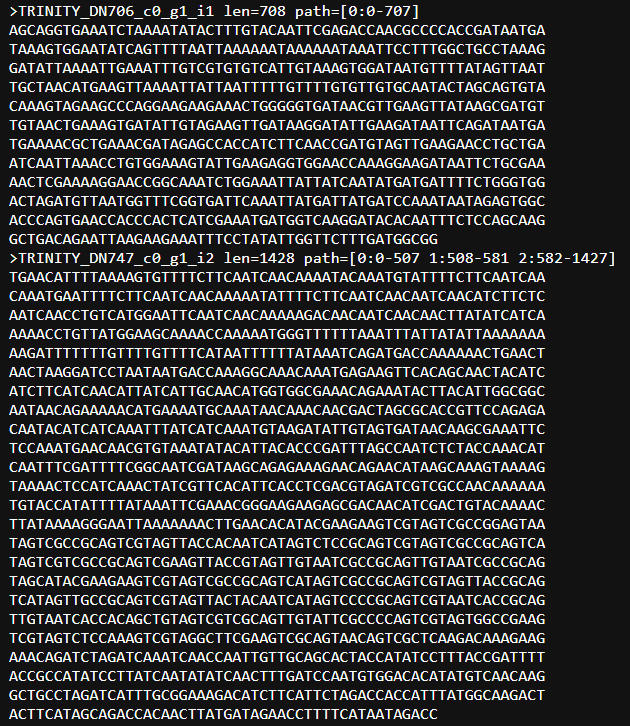 >TRINITY_DN706_c0_g1_i1 len=708 path=[0:0-707]
AGCAGGTGAAATCTAAAATATACTTTGTACAATTCGAGACCAACGCCCCACCGATAATGA
TAAAGTGGAATATCAGTTTTAATTAAAAAATAAAAAATAAATTCCTTTGGCTGCCTAAAG
GATATTAAAATTGAAATTTGTCGTGTGTCATTGTAAAGTGGATAATGTTTTATAGTTAAT
TGCTAACATGAAGTTAAAATTATTAATTTTTGTTTTGTGTTGTGCAATACTAGCAGTGTA
CAAAGTAGAAGCCCAGGAAGAAGAAACTGGGGGTGATAACGTTGAAGTTATAAGCGATGT
TGTAACTGAAAGTGATATTGTAGAAGTTGATAAGGATATTGAAGATAATTCAGATAATGA
TGAAAACGCTGAAACGATAGAGCCACCATCTTCAACCGATGTAGTTGAAGAACCTGCTGA
ATCAATTAAACCTGTGGAAAGTATTGAAGAGGTGGAACCAAAGGAAGATAATTCTGCGAA
AACTCGAAAAGGAACCGGCAAATCTGGAAATTATTATCAATATGATGATTTTCTGGGTGG
ACTAGATGTTAATGGTTTCGGTGATTCAAATTATGATTATGATCCAAATAATAGAGTGGC
ACCCAGTGAACCACCCACTCATCGAAATGATGGTCAAGGATACACAATTTCTCCAGCAAG
GCTGACAGAATTAAGAAGAAATTTCCTATATTGGTTCTTTGATGGCGG
>TRINITY_DN747_c0_g1_i2 len=1428 path=[0:0-507 1:508-581 2:582-1427]
TGAACATTTTAAAAGTGTTTTCTTCAATCAACAAAATACAAATGTATTTTCTTCAATCAA
CAAATGAATTTTCTTCAATCAACAAAAATATTTTCTTCAATCAACAATCAACATCTTCTC
AATCAACCTGTCATGGAATTCAATCAACAAAAAGACAACAATCAACAACTTATATCATCA
AAAACCTGTTATGGAAGCAAAACCAAAAATGGGTTTTTTAAATTTATTATATTAAAAAAA
AAGATTTTTTTGTTTTGTTTTCATAATTTTTTATAAATCAGATGACCAAAAAACTGAACT
AACTAAGGATCCTAATAATGACCAAAGGCAAACAAATGAGAAGTTCACAGCAACTACATC
ATCTTCATCAACATTATCATTGCAACATGGTGGCGAAACAGAAATACTTACATTGGCGGC
AATAACAGAAAAACATGAAAATGCAAATAACAAACAACGACTAGCGCACCGTTCCAGAGA
CAATACATCATCAAATTTATCATCAAATGTAAGATATTGTAGTGATAACAAGCGAAATTC
TCCAAATGAACAACGTGTAAATATACATTACACCCGATTTAGCCAATCTCTACCAAACAT
CAATTTCGATTTTCGGCAATCGATAAGCAGAGAAAGAACAGAACATAAGCAAAGTAAAAG
TAAAACTCCATCAAACTATCGTTCACATTCACCTCGACGTAGATCGTCGCCAACAAAAAA
TGTACCATATTTTATAAATTCGAAACGGGAAGAAGAGCGACAACATCGACTGTACAAAAC
TTATAAAAGGGAATTAAAAAAACTTGAACACATACGAAGAAGTCGTAGTCGCCGGAGTAA
TAGTCGCCGCAGTCGTAGTTACCACAATCATAGTCTCCGCAGTCGTAGTCGCCGCAGTCA
TAGTCGTCGCCGCAGTCGAAGTTACCGTAGTTGTAATCGCCGCAGTTGTAATCGCCGCAG
TAGCATACGAAGAAGTCGTAGTCGCCGCAGTCATAGTCGCCGCAGTCGTAGTTACCGCAG
TCATAGTTGCCGCAGTCGTAGTTACTACAATCATAGTCCCCGCAGTCGTAATCACCGCAG
TTGTAATCACCACAGCTGTAGTCGTCGCAGTTGTATTCGCCCCAGTCGTAGTGGCCGAAG
TCGTAGTCTCCAAAGTCGTAGGCTTCGAAGTCGCAGTAACAGTCGCTCAAGACAAAGAAG
AAACAGATCTAGATCAAATCAACCAATTGTTGCAGCACTACCATATCCTTTACCGATTTT
ACCGCCATATCCTTATCAATATATCAACTTTGATCCAATGTGGACACATATGTCAACAAG
GCTGCCTAGATCATTTGCGGAAAGACATCTTCATTCTAGACCACCATTTATGGCAAGACT
ACTTCATAGCAGACCACAACTTATGATAGAACCTTTTCATAATAGACC